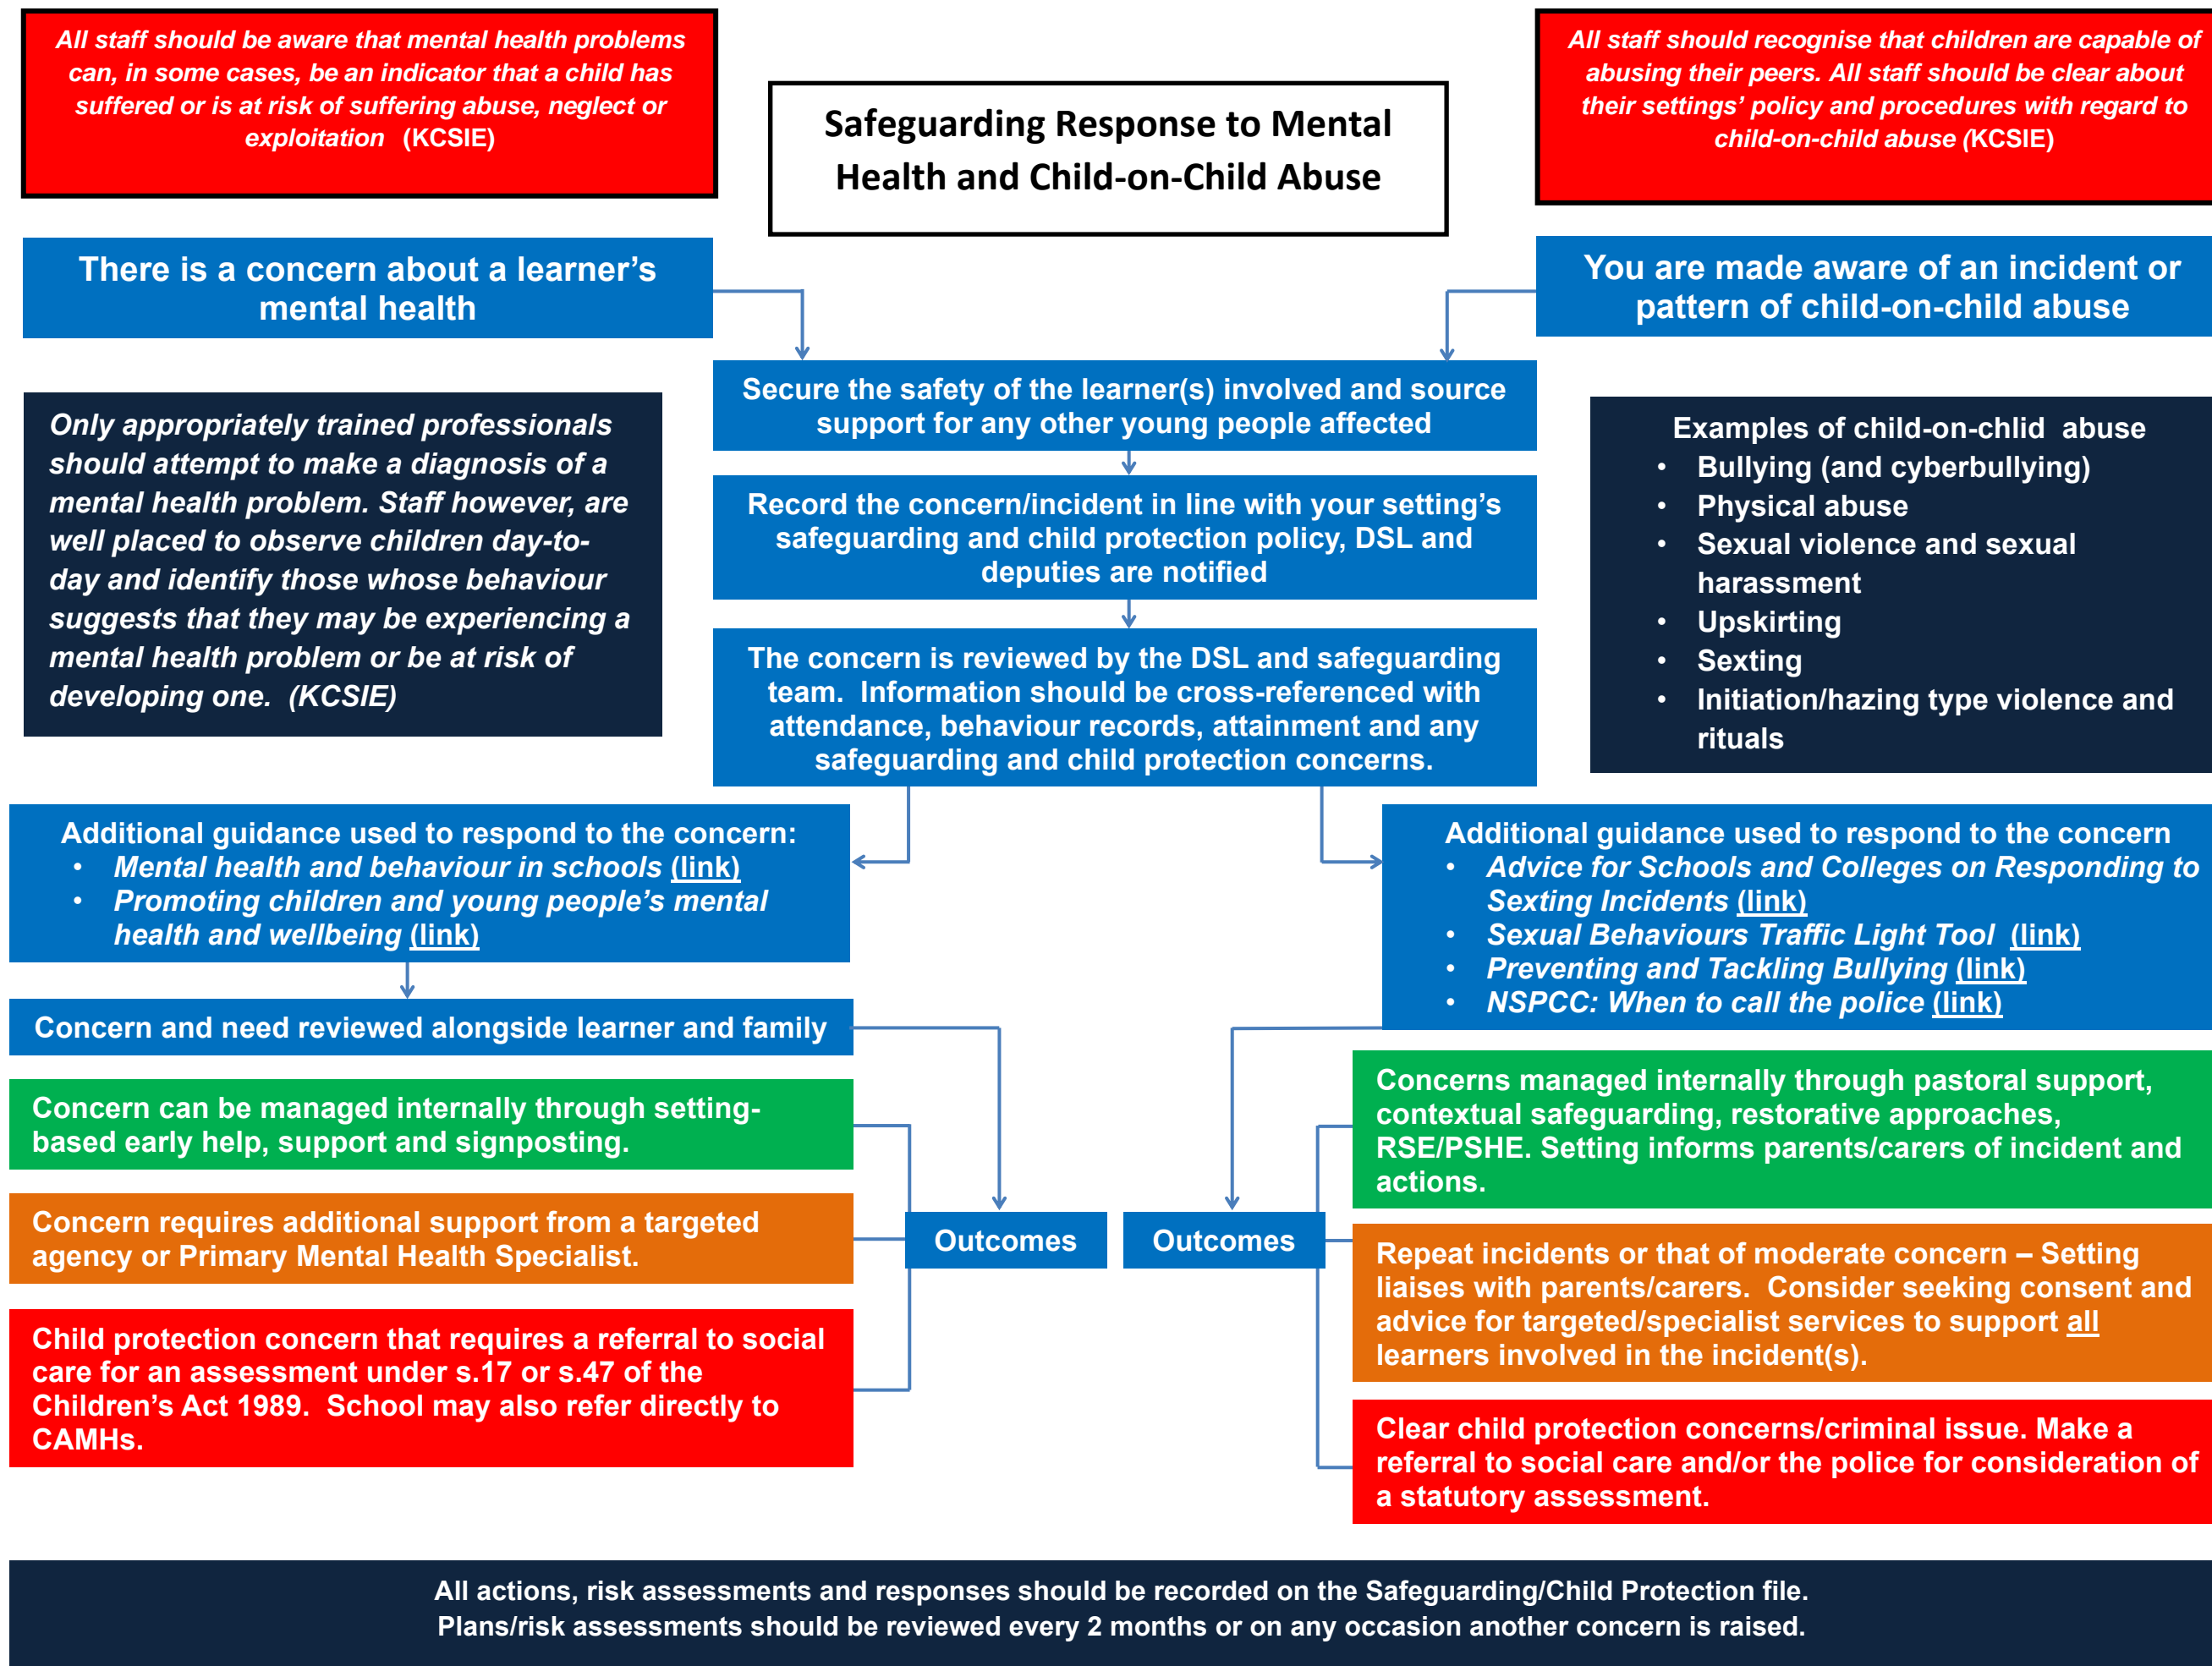 All staff should be aware that mental health problems
can, in some cases, be an indicator that a child has
suffered or is at risk of suffering abuse, neglect or
exploitation (KCSIE)
Safeguarding Response to Mental
Health and Child-on-Child Abuse
All staff should recognise that children are capable of
abusing their peers. All staff should be clear about
their settings’ policy and procedures with regard to
child-on-child abuse (KCSIE)
There is a concern about a learner’s
mental health
You are made aware of an incident or
pattern of child-on-child abuse
Secure the safety of the learner(s) involved and source
support for any other young people affected
Only appropriately trained professionals
should attempt to make a diagnosis of a
mental health problem. Staff however, are
well placed to observe children day-to-
day and identify those whose behaviour
suggests that they may be experiencing a
mental health problem or be at risk of
developing one. (KCSIE)
Record the concern/incident in line with your setting’s
safeguarding and child protection policy, DSL and
deputies are notified
Examples of child-on-chlid abuse
• Bullying (and cyberbullying)
• Physical abuse
• Sexual violence and sexual
harassment
• Upskirting
• Sexting
• Initiation/hazing type violence and
rituals
The concern is reviewed by the DSL and safeguarding
team. Information should be cross-referenced with
attendance, behaviour records, attainment and any
safeguarding and child protection concerns.
Additional guidance used to respond to the concern:
• Mental health and behaviour in schools (link)
• Promoting children and young people’s mental
health and wellbeing (link)
Additional guidance used to respond to the concern
• Advice for Schools and Colleges on Responding to
Sexting Incidents (link)
• Sexual Behaviours Traffic Light Tool (link)
• Preventing and Tackling Bullying (link)
• NSPCC: When to call the police (link)
Concern and need reviewed alongside learner and family
Concern can be managed internally through setting-
based early help, support and signposting.
Concern requires additional support from a targeted
agency or Primary Mental Health Specialist.
Child protection concern that requires a referral to social
care for an assessment under s.17 or s.47 of the
Children’s Act 1989. School may also refer directly to
CAMHs.
Outcomes
Outcomes
Concerns managed internally through pastoral support,
contextual safeguarding, restorative approaches,
RSE/PSHE. Setting informs parents/carers of incident and
actions.
Repeat incidents or that of moderate concern – Setting
liaises with parents/carers. Consider seeking consent and
advice for targeted/specialist services to support all
learners involved in the incident(s).
Clear child protection concerns/criminal issue. Make a
referral to social care and/or the police for consideration of
a statutory assessment.
All actions, risk assessments and responses should be recorded on the Safeguarding/Child Protection file.
Plans/risk assessments should be reviewed every 2 months or on any occasion another concern is raised.